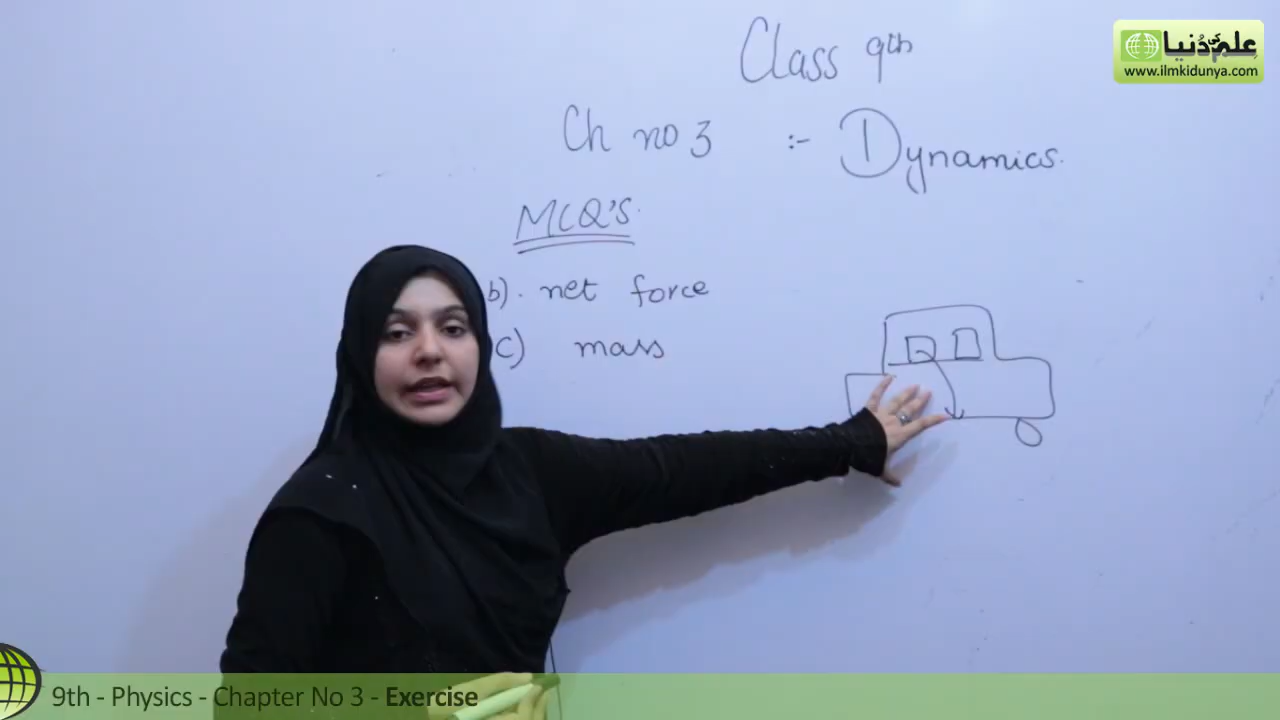 علم کی دُنیا
www.ilmkidunya.com
Class 9th
Ch no 3 :- Dynamics.
MCQ'S.
b). net force
c) mass
9th - Physics - Chapter No 3 - Exercise